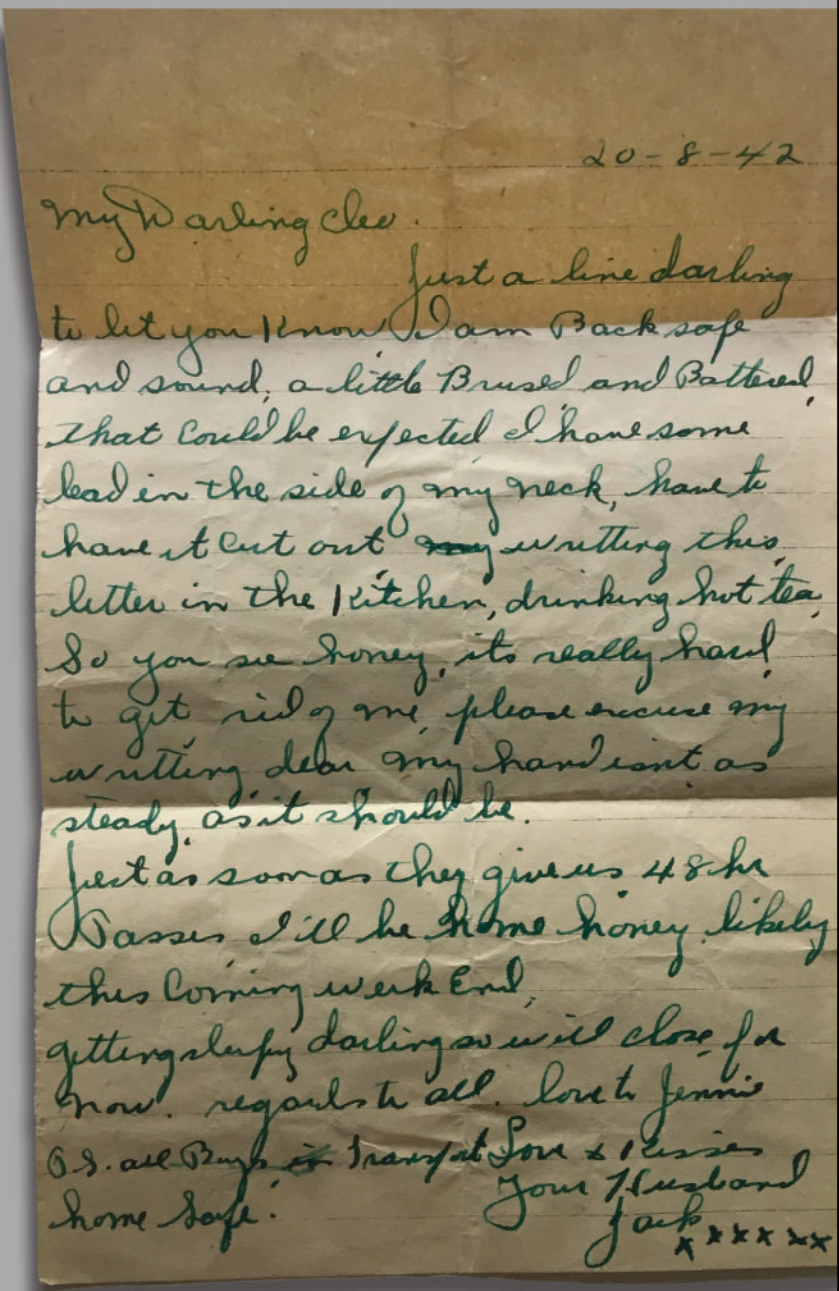 20-8-42
My Darling Cleo.
Just a line darling
to let you Know I am Back safe
and sound, a little Brused and Battered,
that Could be expected I have some
lead in the side of my neck, have to
have it Cut out writting this
letter in the Kitchen, drinking hot tea,
So you see honey, its really hard,
to get rid of me, please excuse my
writting dear my hand isnt as
steady, as it should be.
Just as soon as they give us 48 hr
Passes I'll be home honey, likely
this Coming week End,
getting sleepy darling so will close for
now. regards to all. love to Jennie
P.S. all Boys in Transport Love & Kisses
home Safe. Your Husband
Jack
x x x x x x